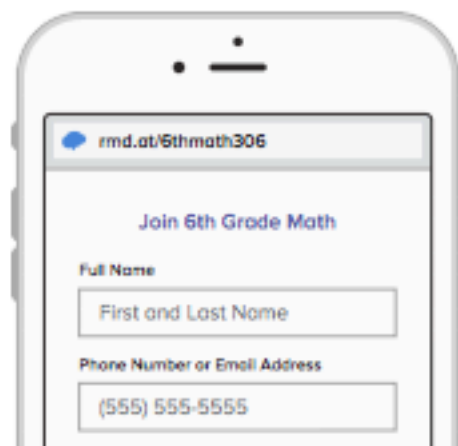 rmd.at/6thmath306
Join 6th Grade Math
Full Name
First and Last Name
Phone Number or Email Address
(555) 555-5555